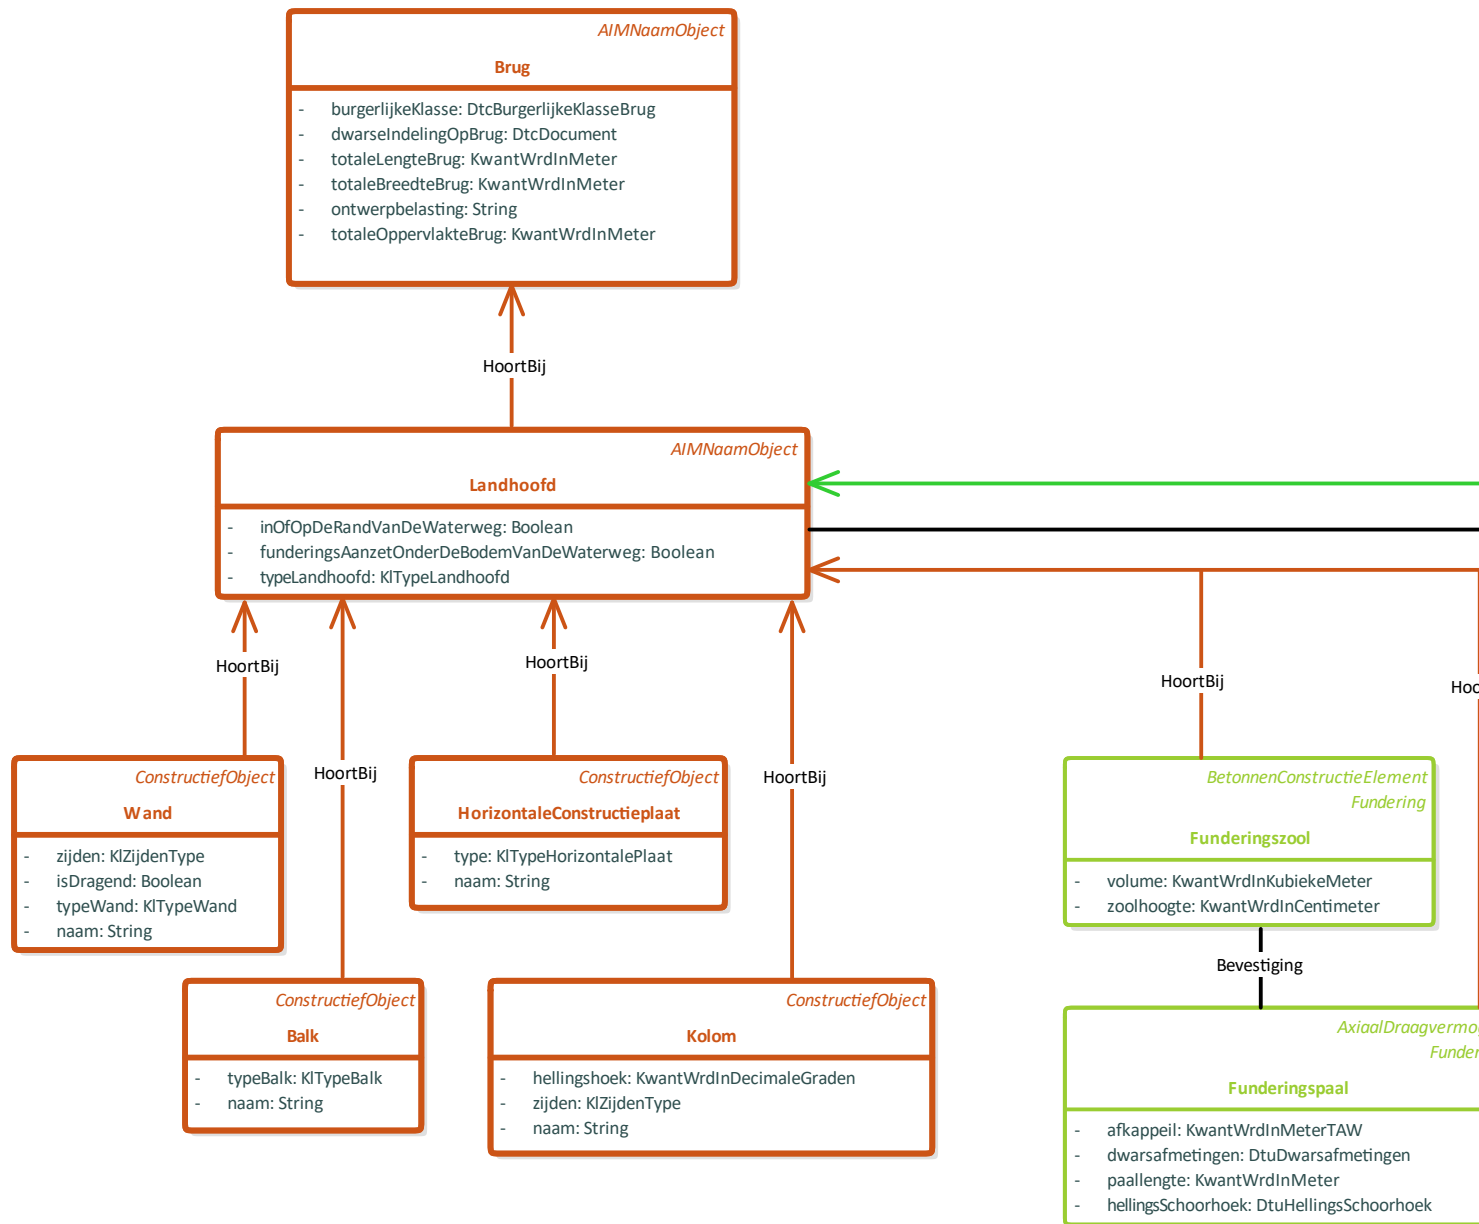 AIMNaamObject
Brug
- burgerlijkeKlasse: DtcBurgerlijkeKlasseBrug
- dwarseIndelingOpBrug: DtcDocument
- totaleLengteBrug: KwantWrdInMeter
- totaleBreedteBrug: KwantWrdInMeter
- ontwerpbelasting: String
- totaleOppervlakteBrug: KwantWrdInMeter
HoortBij
AIMNaamObject
Landhoofd
- inOfOpDeRandVanDeWaterweg: Boolean
- funderingsAanzetOnderDeBodemVanDeWaterweg: Boolean
- typeLandhoofd: KlTypeLandhoofd
HoortBij
HoortBij
HoortBij
HoortBij
HoortBij
Hoo
ConstructiefObject
Wand
- zijden: KlZijdenType
- isDragend: Boolean
- typeWand: KlTypeWand
- naam: String
ConstructiefObject
HorizontaleConstructieplaat
- type: KlTypeHorizontalePlaat
- naam: String
BetonnenConstructieElement
Fundering
Funderingszool
- volume: KwantWrdInKubiekeMeter
- zoolhoogte: KwantWrdInCentimeter
Bevestiging
ConstructiefObject
Balk
- typeBalk: KlTypeBalk
- naam: String
ConstructiefObject
Kolom
- hellingshoek: KwantWrdInDecimaleGraden
- zijden: KlZijdenType
- naam: String
AxiaalDraagvermog
Funder
Funderingspaal
- afkappeil: KwantWrdInMeterTAW
- dwarsafmetingen: DtuDwarsafmetingen
- paallengte: KwantWrdInMeter
- hellingsSchoorhoek: DtuHellingsSchoorhoek